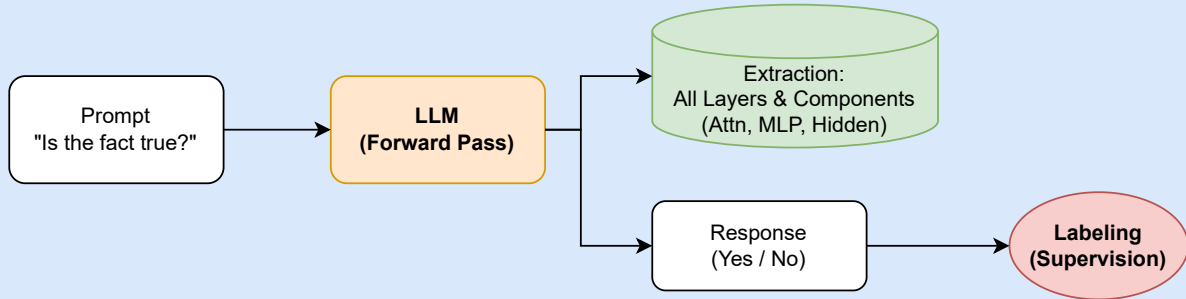 Prompt
"Is the fact true?"
LLM
(Forward Pass)
Extraction:
All Layers & Components
(Attn, MLP, Hidden)
Response
(Yes / No)
Labeling
(Supervision)